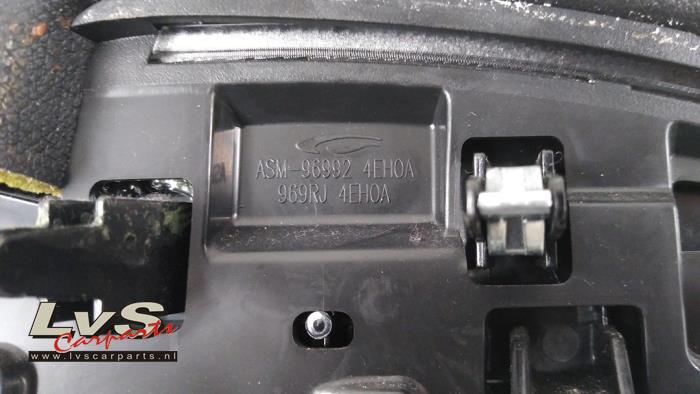 ASM-96992 4EH0A
969RJ 4EH0A
LvS
Carparts
www.lvscarparts.nl